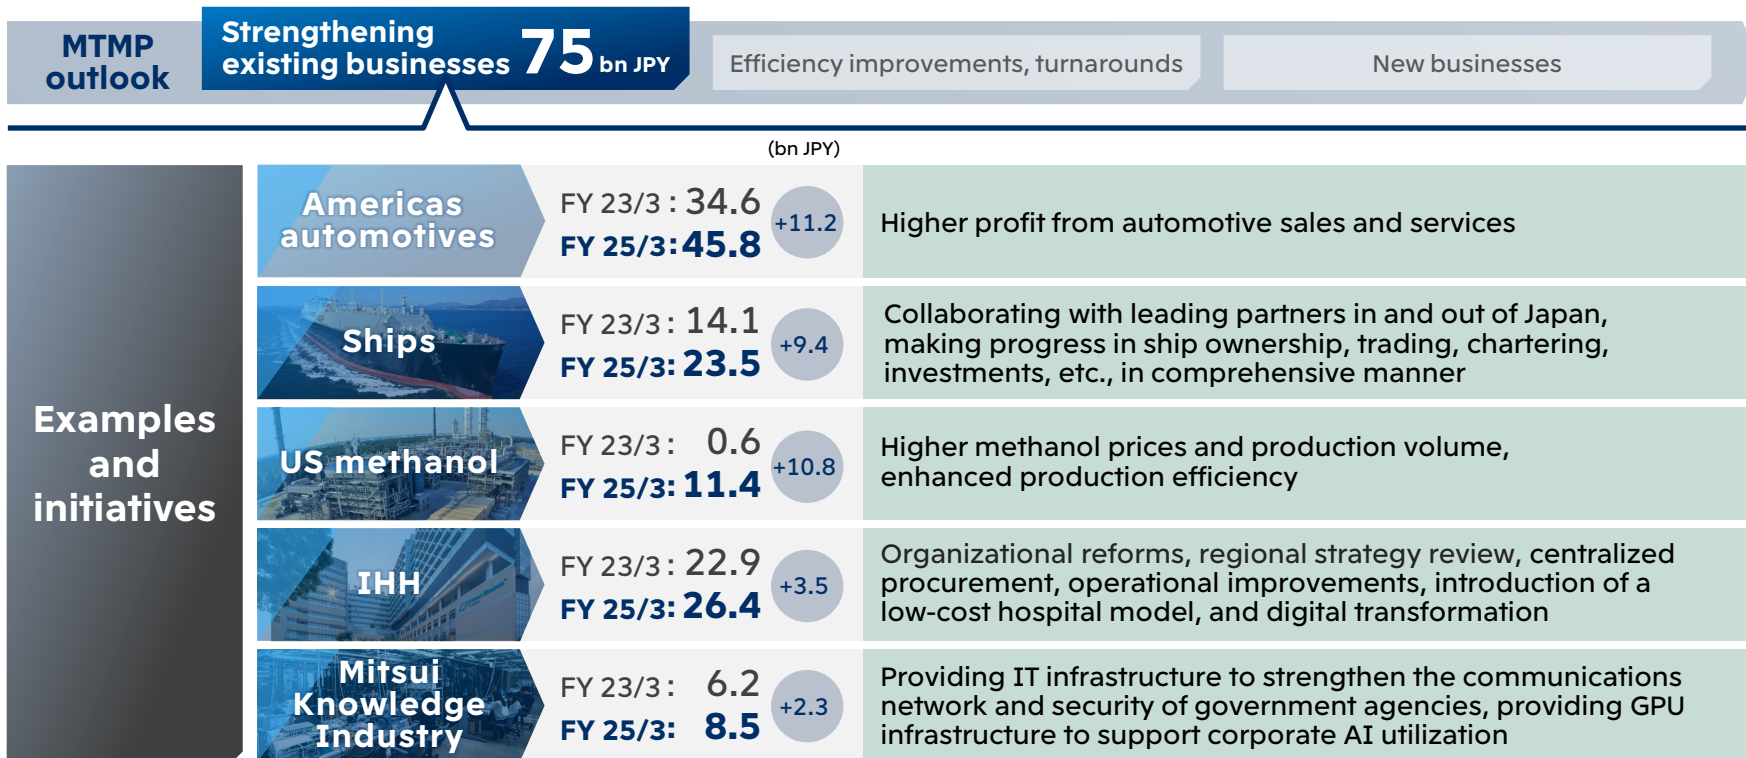 MTMP
outlook
Strengthening
existing businesses 75 bn JPY
Efficiency improvements, turnarounds
New businesses
(bn JPY)
Examples
and
initiatives
Americas
automotives
FY 23/3 : 34.6
FY 25/3: 45.8
+11.2
Higher profit from automotive sales and services
Ships
FY 23/3 : 14.1
FY 25/3: 23.5
+9.4
Collaborating with leading partners in and out of Japan,
making progress in ship ownership, trading, chartering,
investments, etc., in comprehensive manner
US methanol
FY 23/3 : 0.6
FY 25/3: 11.4
+10.8
Higher methanol prices and production volume,
enhanced production efficiency
IHH
FY 23/3 : 22.9
FY 25/3: 26.4
+3.5
Organizational reforms, regional strategy review, centralized
procurement, operational improvements, introduction of a
low-cost hospital model, and digital transformation
Mitsui
Knowledge
Industry
FY 23/3 : 6.2
FY 25/3: 8.5
+2.3
Providing IT infrastructure to strengthen the communications
network and security of government agencies, providing GPU
infrastructure to support corporate AI utilization